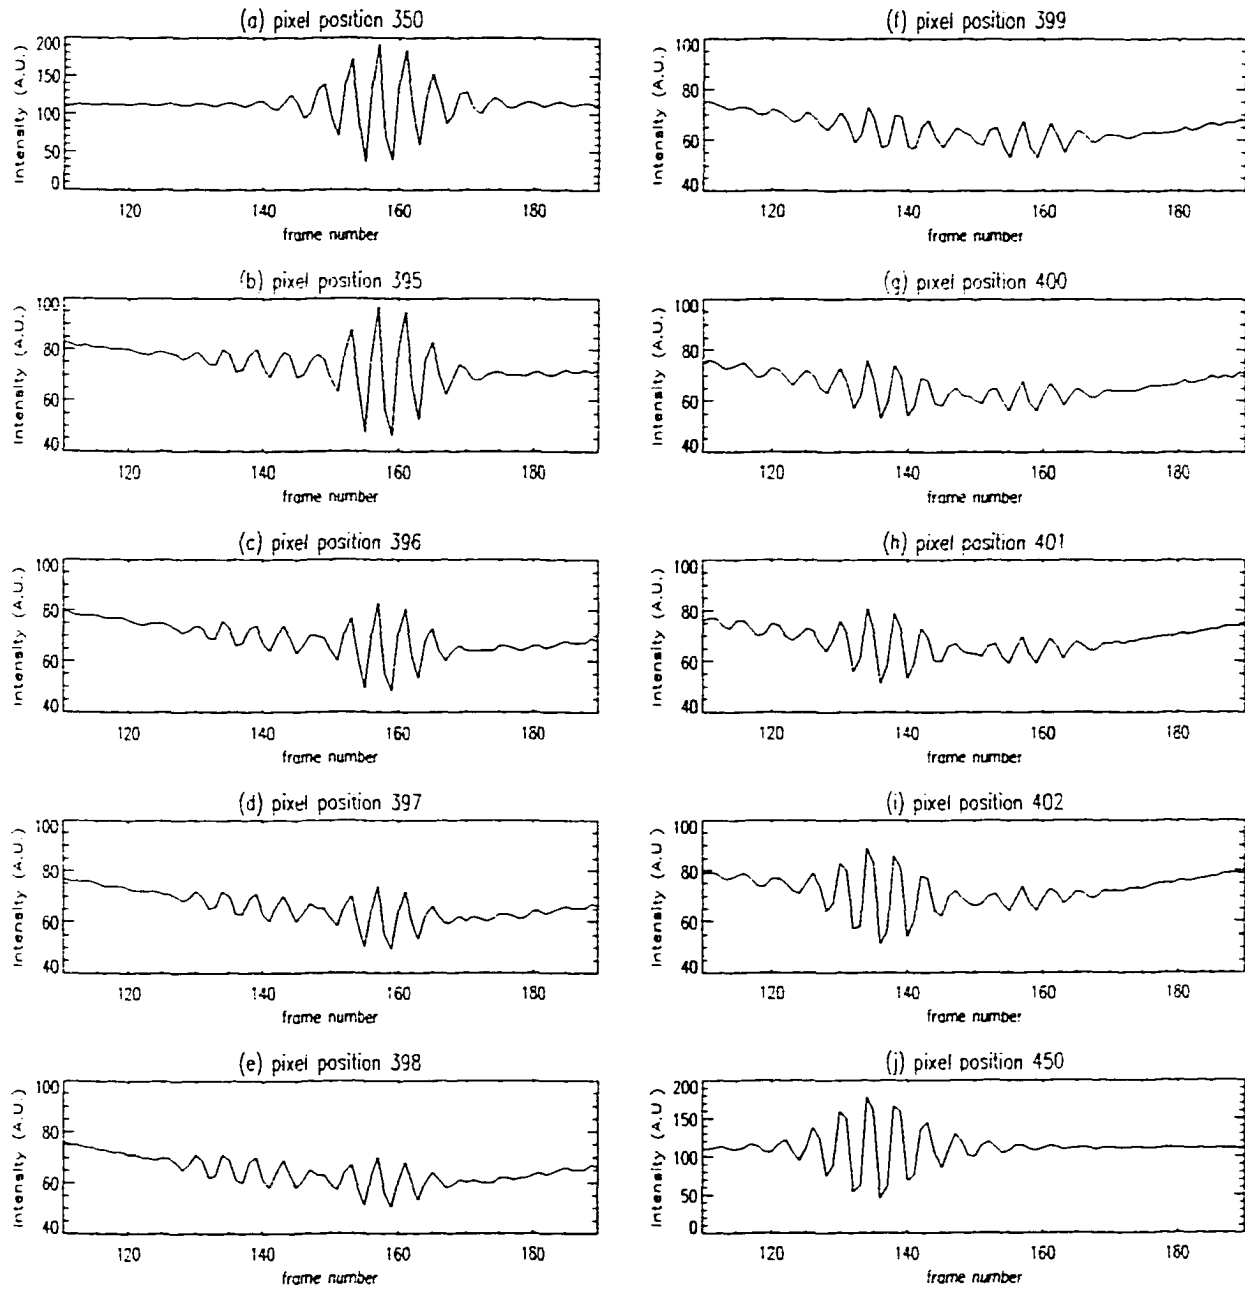 (a) pixel position 350
Intensity (A.U.)
200
150
100
50
0
120 140 160 180
frame number
(b) pixel position 395
Intensity (A.U.)
100
80
60
40
120 140 160 180
frame number
(c) pixel position 396
Intensity (A.U.)
100
80
60
40
120 140 160 180
frame number
(d) pixel position 397
Intensity (A.U.)
100
80
60
40
120 140 160 180
frame number
(e) pixel position 398
Intensity (A.U.)
100
80
60
40
120 140 160 180
frame number
(f) pixel position 399
Intensity (A.U.)
100
80
60
40
120 140 160 180
frame number
(g) pixel position 400
Intensity (A.U.)
100
80
60
40
120 140 160 180
frame number
(h) pixel position 401
Intensity (A.U.)
100
80
60
40
120 140 160 180
frame number
(i) pixel position 402
Intensity (A.U.)
100
80
60
40
120 140 160 180
frame number
(j) pixel position 450
Intensity (A.U.)
200
150
100
50
0
120 140 160 180
frame number